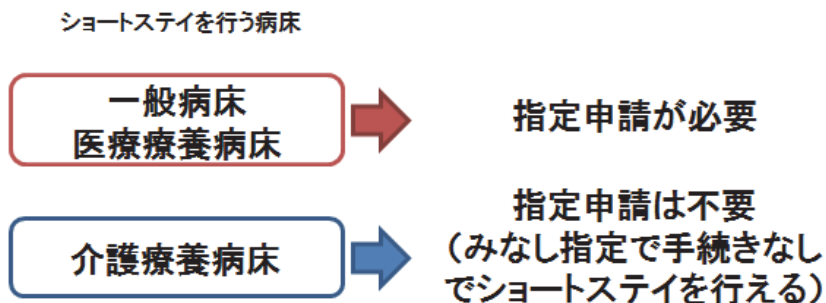 ショートステイを行う病床
一般病床
医療療養病床
指定申請が必要
介護療養病床
指定申請は不要
（みなし指定で手続きなし
でショートステイを行える）